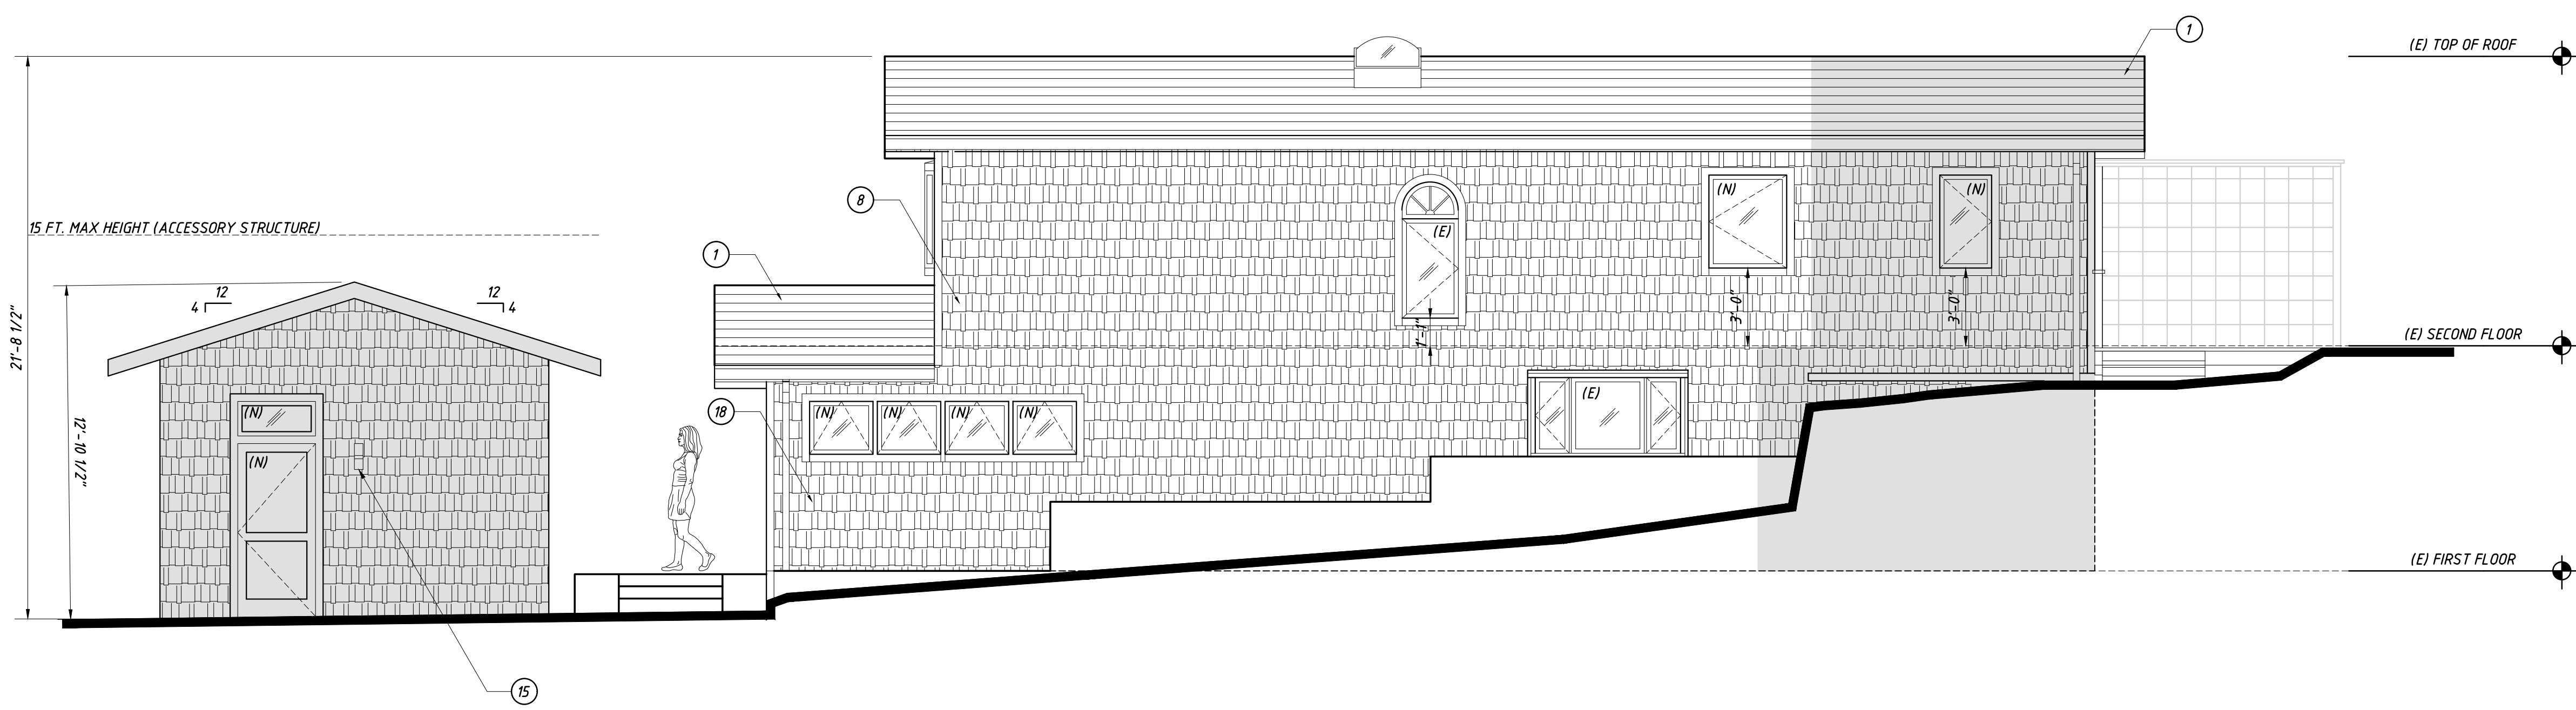 1
(E) TOP OF ROOF
21'-8 1/2"
15 FT. MAX HEIGHT (ACCESSORY STRUCTURE)
12
4
12
4
12'-10 1/2"
(N)
(N)
15
8
1
18
(N)
(N)
(N)
(N)
(E)
1'-1"
(N)
3'-0"
(N)
3'-0"
(E)
(E) SECOND FLOOR
(E) FIRST FLOOR